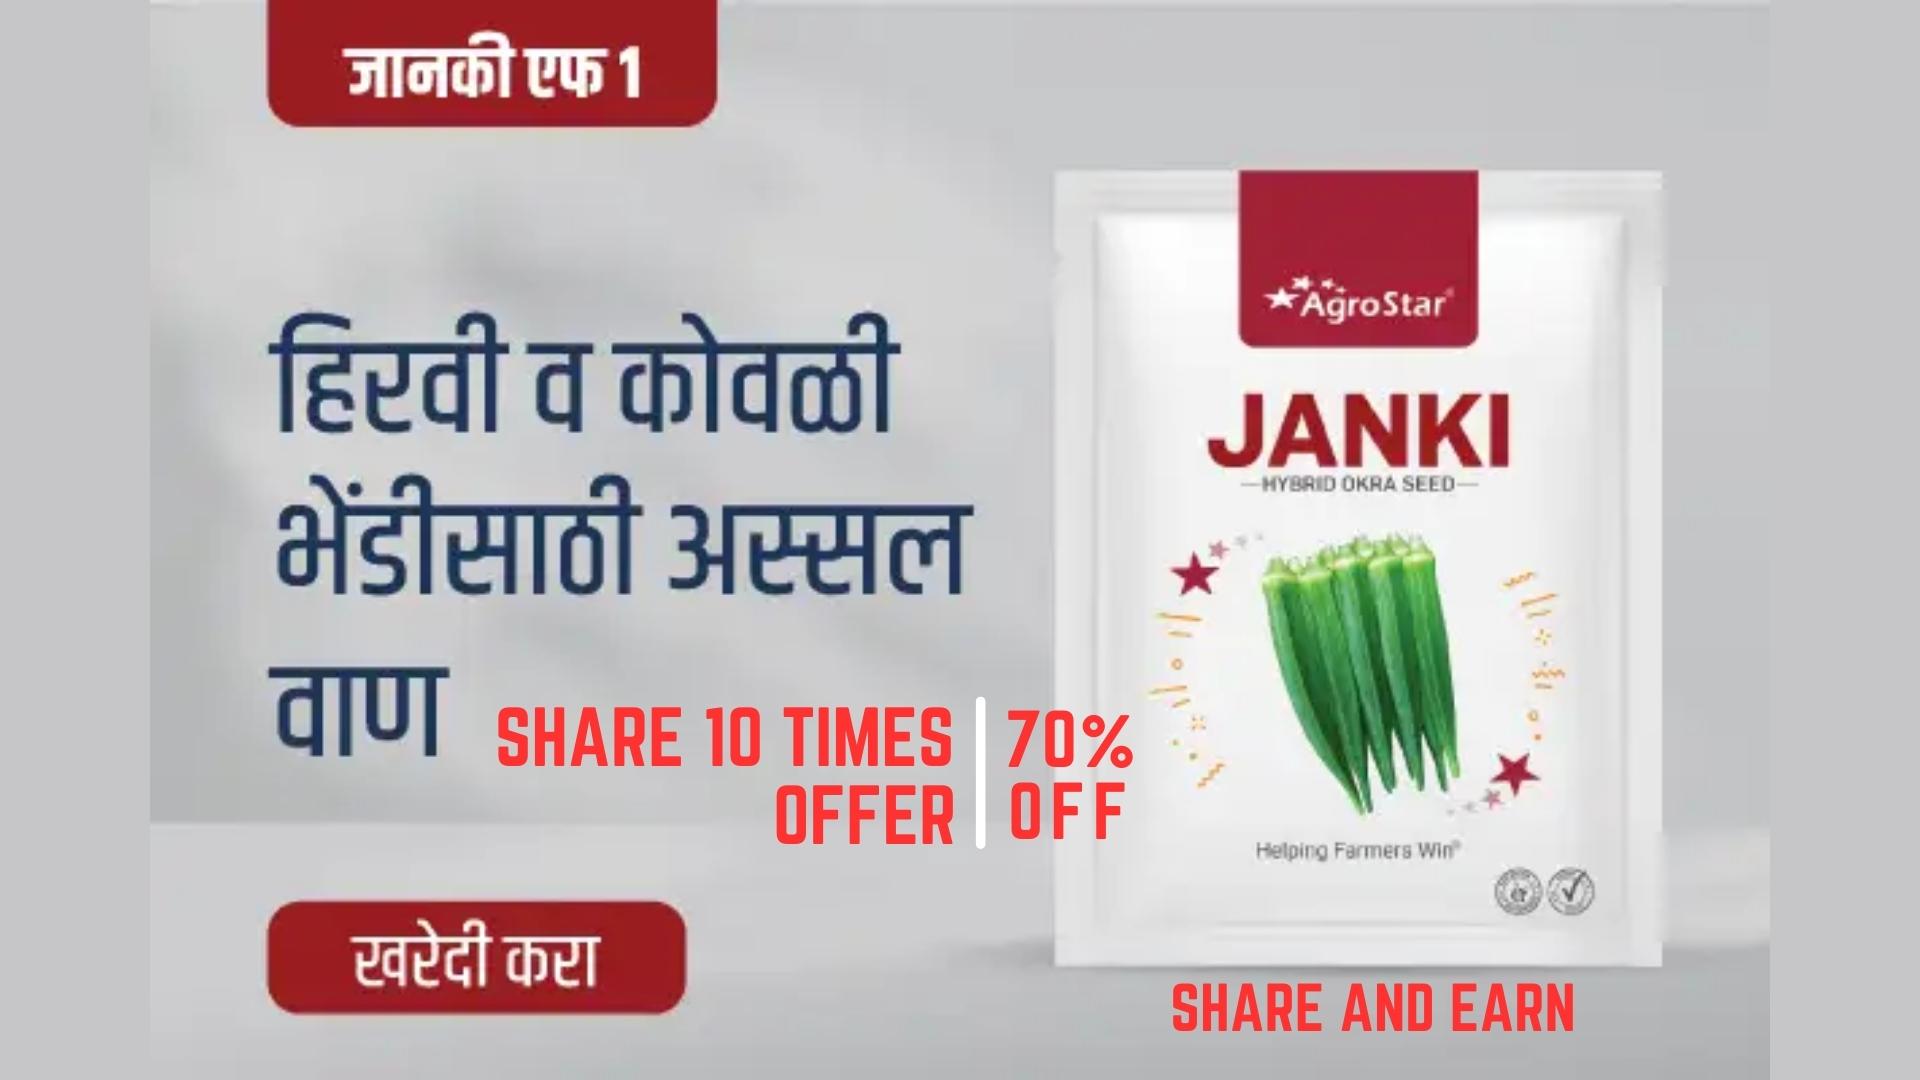 जानकी एफ 1
हिरवी व कोवळी
भेंडीसाठी अस्सल
वाण
SHARE 10 TIMES
OFFER
70%
OFF
खरेदी करा
AgroStar®
JANKI
HYBRID OKRA SEED
Helping Farmers Win®
SHARE AND EARN